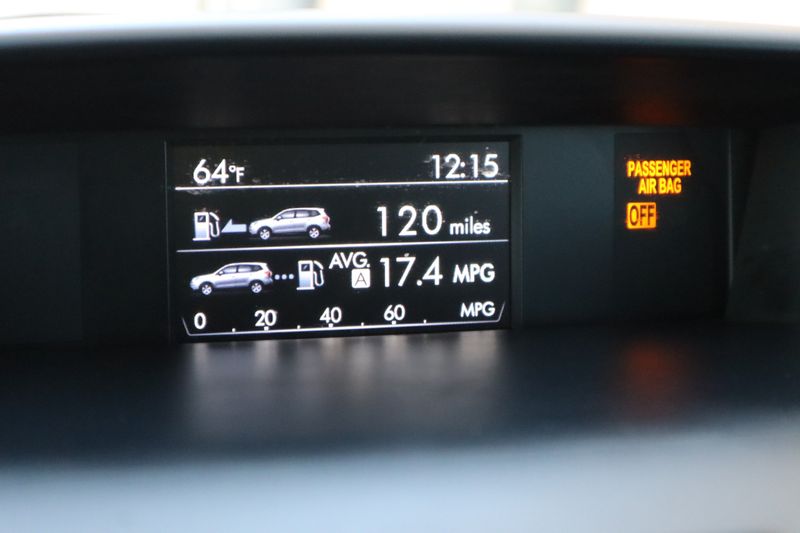 64°F 12:15
120 miles
AVG. A 17.4 MPG
0 20 40 60 MPG
PASSENGER
AIR BAG
OFF